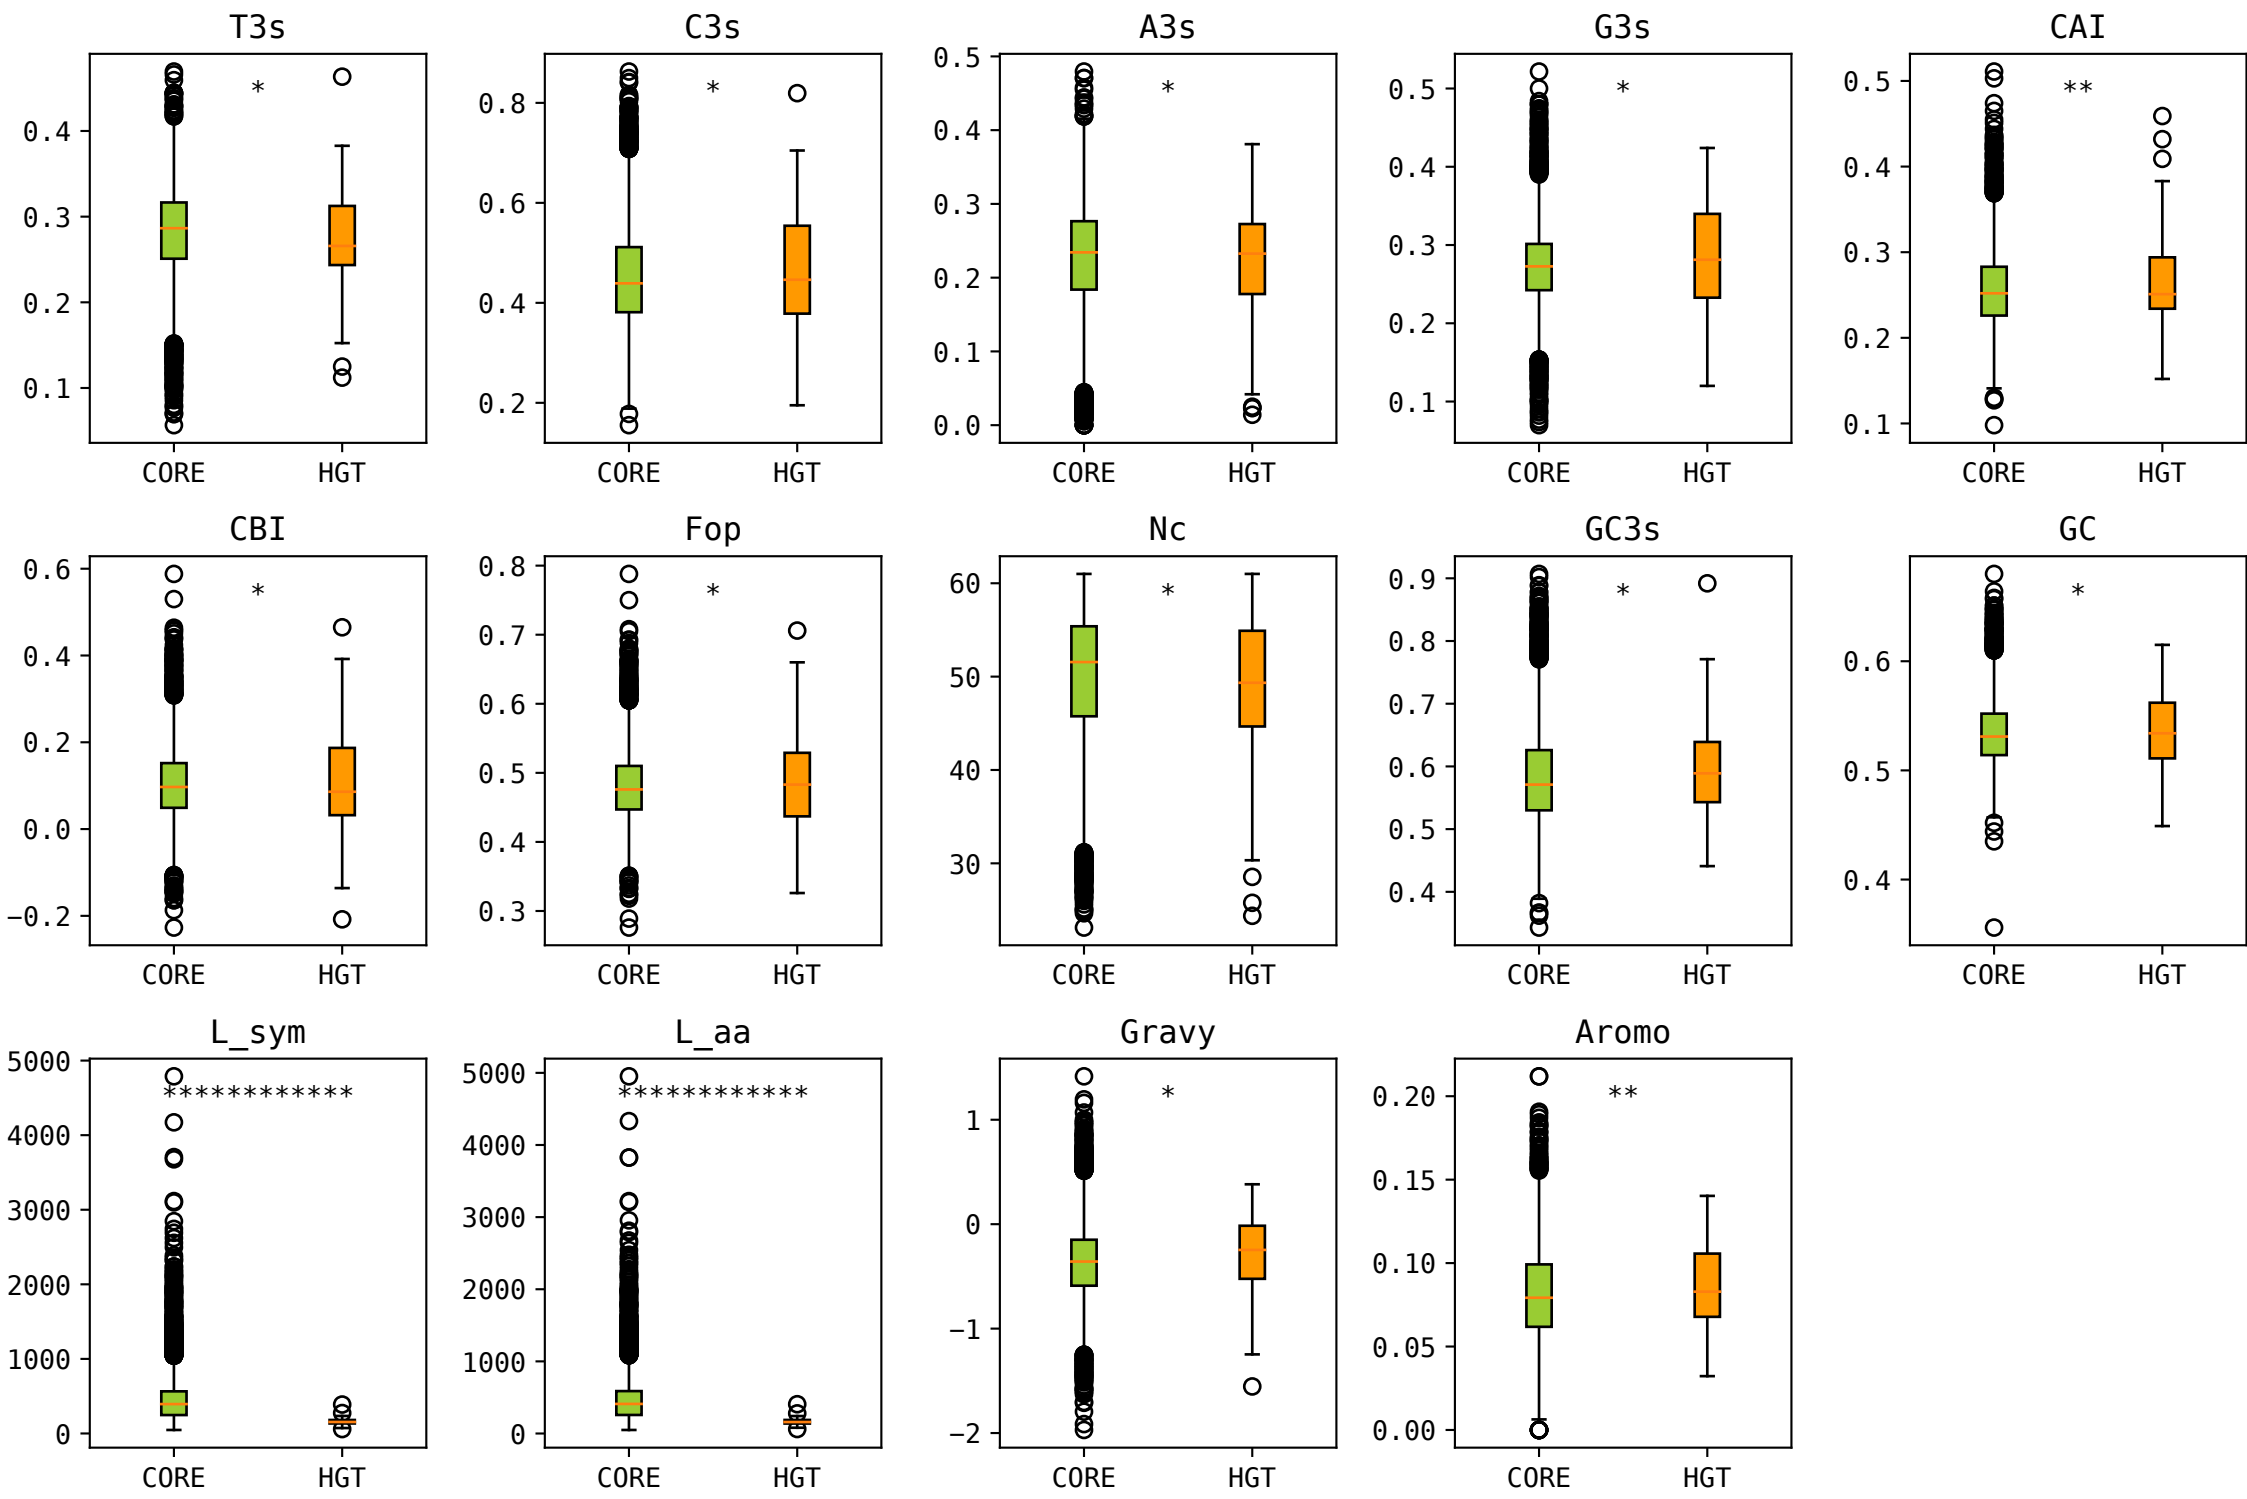 T3s C3s A3s G3s CAI
* * * * **
0.4 0.3 0.2 0.1
0.8 0.6 0.4 0.2
0.5 0.4 0.3 0.2 0.1 0.0
0.5 0.4 0.3 0.2 0.1
0.5 0.4 0.3 0.2 0.1
CORE HGT CORE HGT CORE HGT CORE HGT CORE HGT
CBI Fop Nc GC3s GC
* * * * *
0.6 0.4 0.2 0.0 −0.2
0.8 0.7 0.6 0.5 0.4 0.3
60 50 40 30
0.9 0.8 0.7 0.6 0.5 0.4
0.6 0.5 0.4
CORE HGT CORE HGT CORE HGT CORE HGT CORE HGT
L_sym L_aa Gravy Aromo
************ ************ * **
5000 4000 3000 2000 1000 0
5000 4000 3000 2000 1000 0
1 0 −1 −2
0.20 0.15 0.10 0.05 0.00
CORE HGT CORE HGT CORE HGT CORE HGT